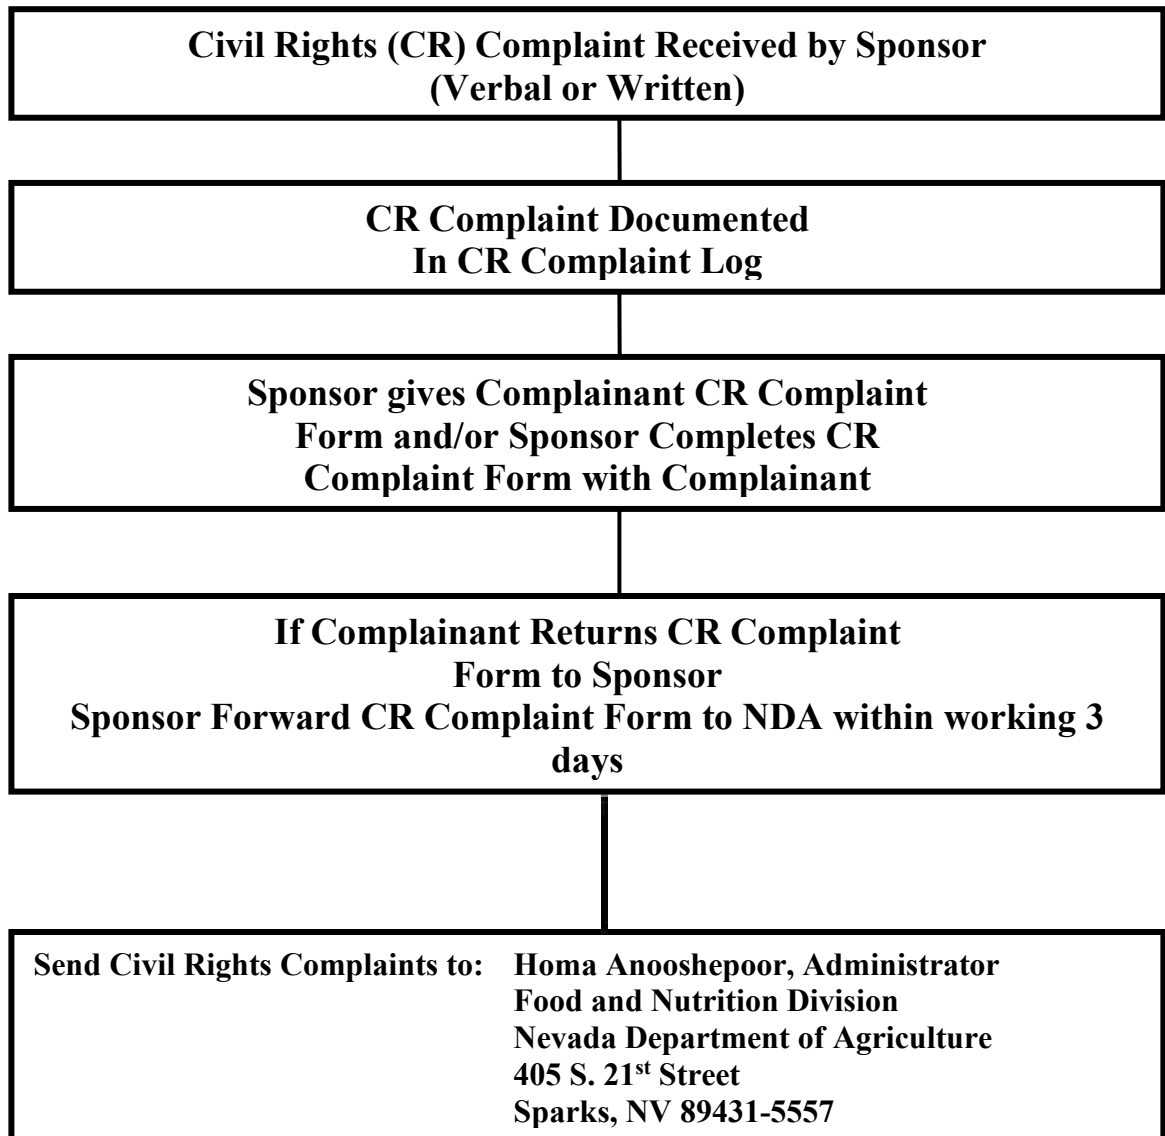 Civil Rights (CR) Complaint Received by Sponsor
(Verbal or Written)
CR Complaint Documented
In CR Complaint Log
Sponsor gives Complainant CR Complaint
Form and/or Sponsor Completes CR
Complaint Form with Complainant
If Complainant Returns CR Complaint
Form to Sponsor
Sponsor Forward CR Complaint Form to NDA within working 3
days
Send Civil Rights Complaints to: Homa Anooshepoor, Administrator
Food and Nutrition Division
Nevada Department of Agriculture
405 S. 21st Street
Sparks, NV 89431-5557